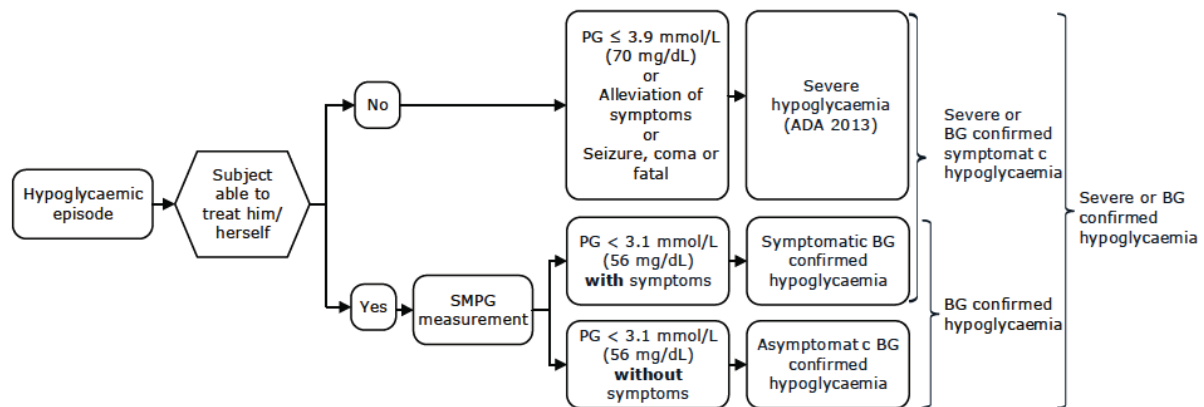 Hypoglycaemic
episode
Subject
able to
treat him/
herself
No
Yes
SMPG
measurement
PG ≤ 3.9 mmol/L
(70 mg/dL)
or
Alleviation of
symptoms
or
Seizure, coma or
fatal
Severe
hypoglycaemia
(ADA 2013)
PG < 3.1 mmol/L
(56 mg/dL)
with symptoms
Symptomatic BG
confirmed
hypoglycaemia
PG < 3.1 mmol/L
(56 mg/dL)
without
symptoms
Asymptomat c BG
confirmed
hypoglycaemia
Severe or
BG confirmed
symptomat c
hypoglycaemia
BG confirmed
hypoglycaemia
Severe or BG
confirmed
hypoglycaemia